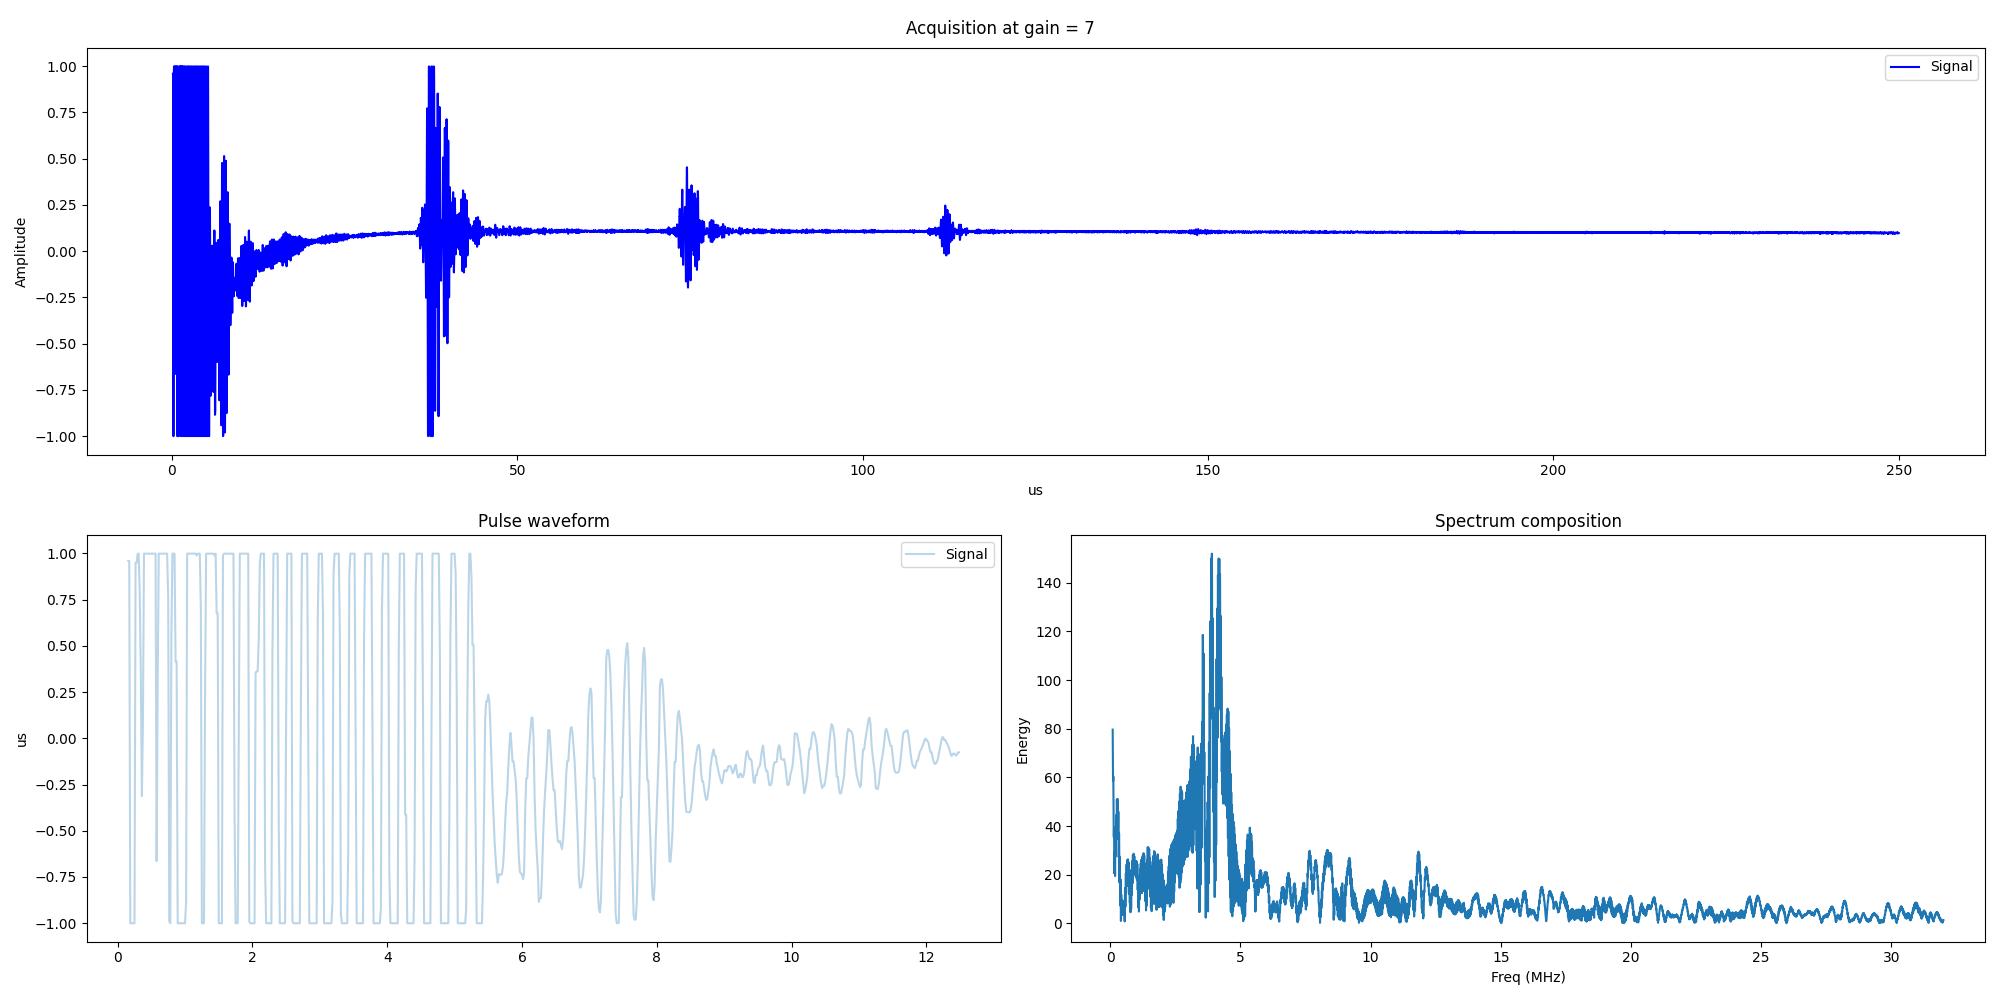 Acquisition at gain = 7
Signal
1.00
0.75
0.50
0.25
0.00
−0.25
−0.50
−0.75
−1.00
Amplitude
0 50 100 150 200 250
us
Pulse waveform
Signal
1.00
0.75
0.50
0.25
0.00
−0.25
−0.50
−0.75
−1.00
us
0 2 4 6 8 10 12
Spectrum composition
140
120
100
80
60
40
20
0
Energy
0 5 10 15 20 25 30
Freq (MHz)